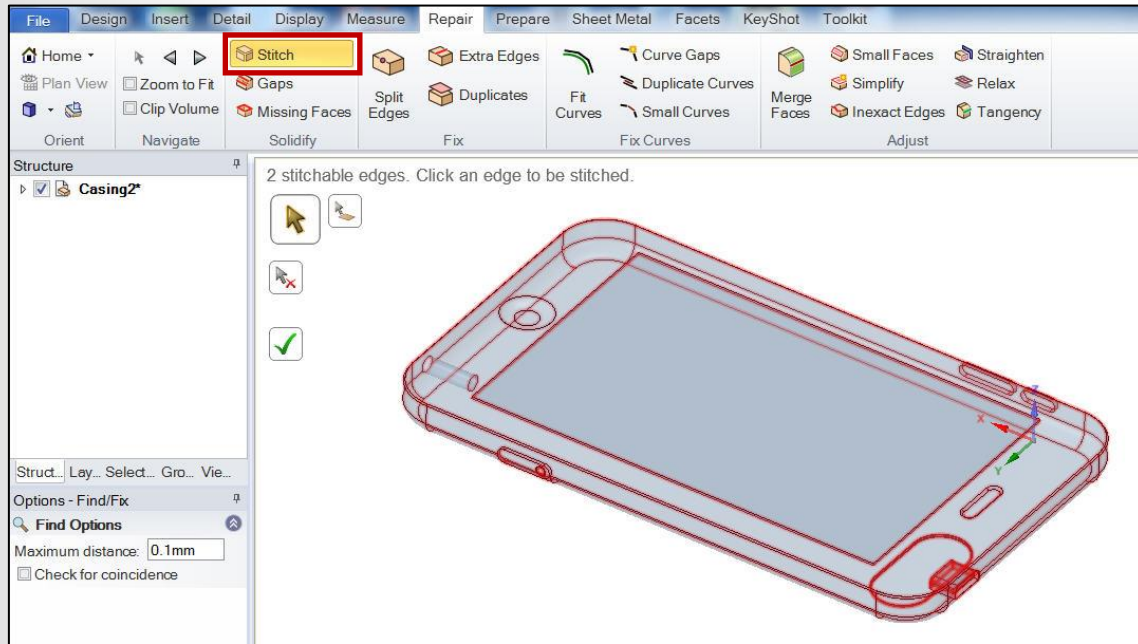 File Design Insert Detail Display Measure Repair Prepare Sheet Metal Facets KeyShot Toolkit
Home
Plan View
Orient
Zoom to Fit
Clip Volume
Navigate
Stitch
Gaps
Missing Faces
Solidify
Split Edges
Extra Edges
Duplicates
Fix
Fit Curves
Curve Gaps
Duplicate Curves
Small Curves
Fix Curves
Merge Faces
Small Faces
Simplify
Inexact Edges
Straighten
Relax
Tangency
Adjust
Structure
Casing2*
Struct... Lay... Select... Gro... Vie...
Options - Find/Fix
Find Options
Maximum distance: 0.1mm
Check for coincidence
2 stitchable edges. Click an edge to be stitched.
X
Y
Z